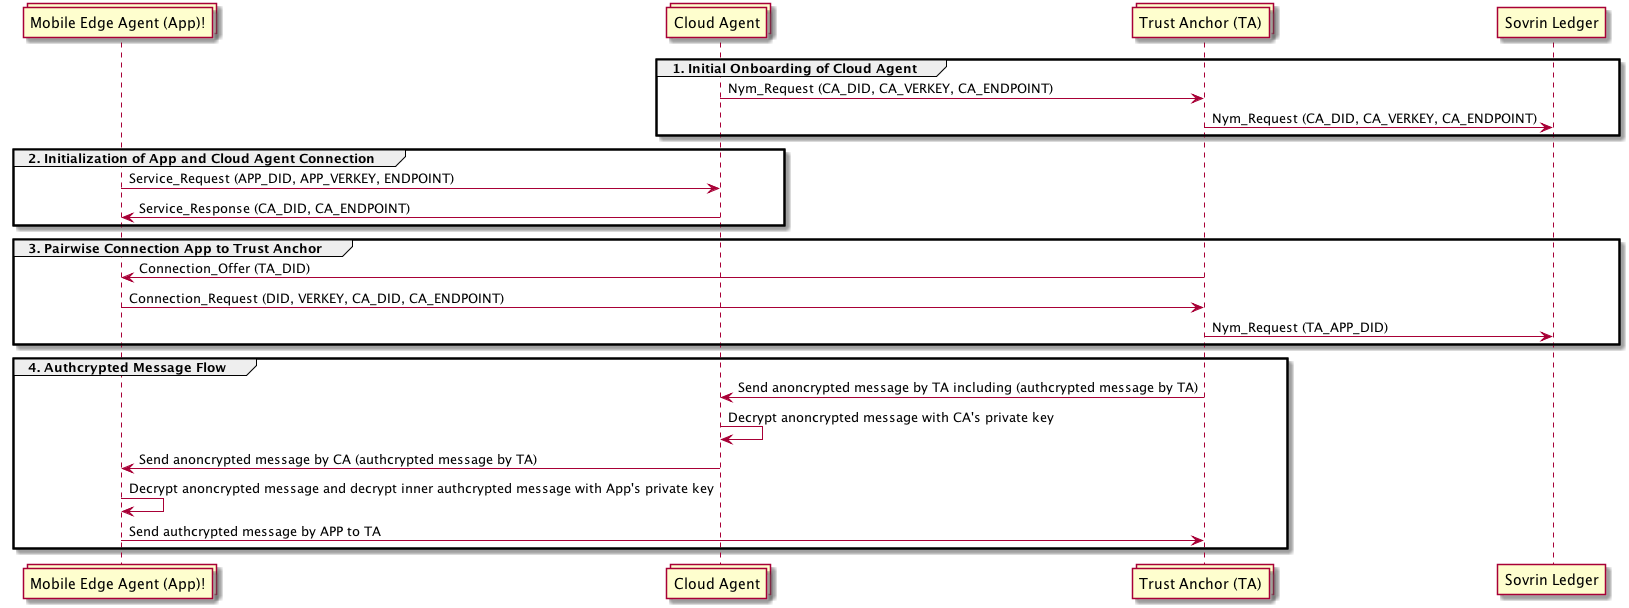 Mobile Edge Agent (App)!
Cloud Agent
Trust Anchor (TA)
Sovrin Ledger
1. Initial Onboarding of Cloud Agent
Nym_Request (CA_DID, CA_VERKEY, CA_ENDPOINT)
Nym_Request (CA_DID, CA_VERKEY, CA_ENDPOINT)
2. Initialization of App and Cloud Agent Connection
Service_Request (APP_DID, APP_VERKEY, ENDPOINT)
Service_Response (CA_DID, CA_ENDPOINT)
3. Pairwise Connection App to Trust Anchor
Connection_Offer (TA_DID)
Connection_Request (DID, VERKEY, CA_DID, CA_ENDPOINT)
Nym_Request (TA_APP_DID)
4. Authcrypted Message Flow
Send anoncrypted message by TA including (authcrypted message by TA)
Decrypt anoncrypted message with CA's private key
Send anoncrypted message by CA (authcrypted message by TA)
Decrypt anoncrypted message and decrypt inner authcrypted message with App's private key
Send authcrypted message by APP to TA
Mobile Edge Agent (App)!
Cloud Agent
Trust Anchor (TA)
Sovrin Ledger